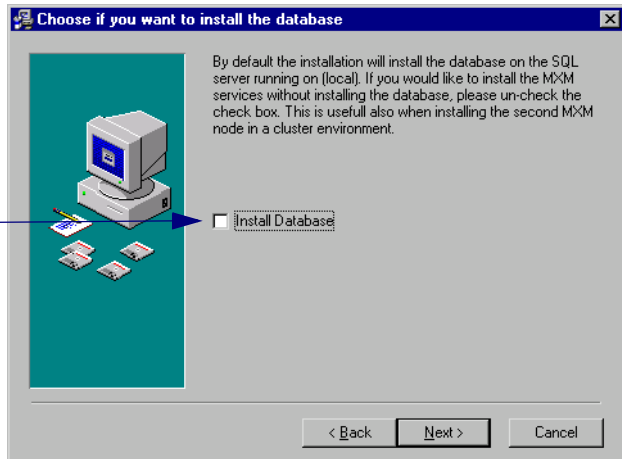 Choose if you want to install the database
By default the installation will install the database on the SQL
server running on (local). If you would like to install the MXM
services without installing the database, please un-check the
check box. This is usefull also when installing the second MXM
node in a cluster environment.
Install Database
< Back
Next >
Cancel